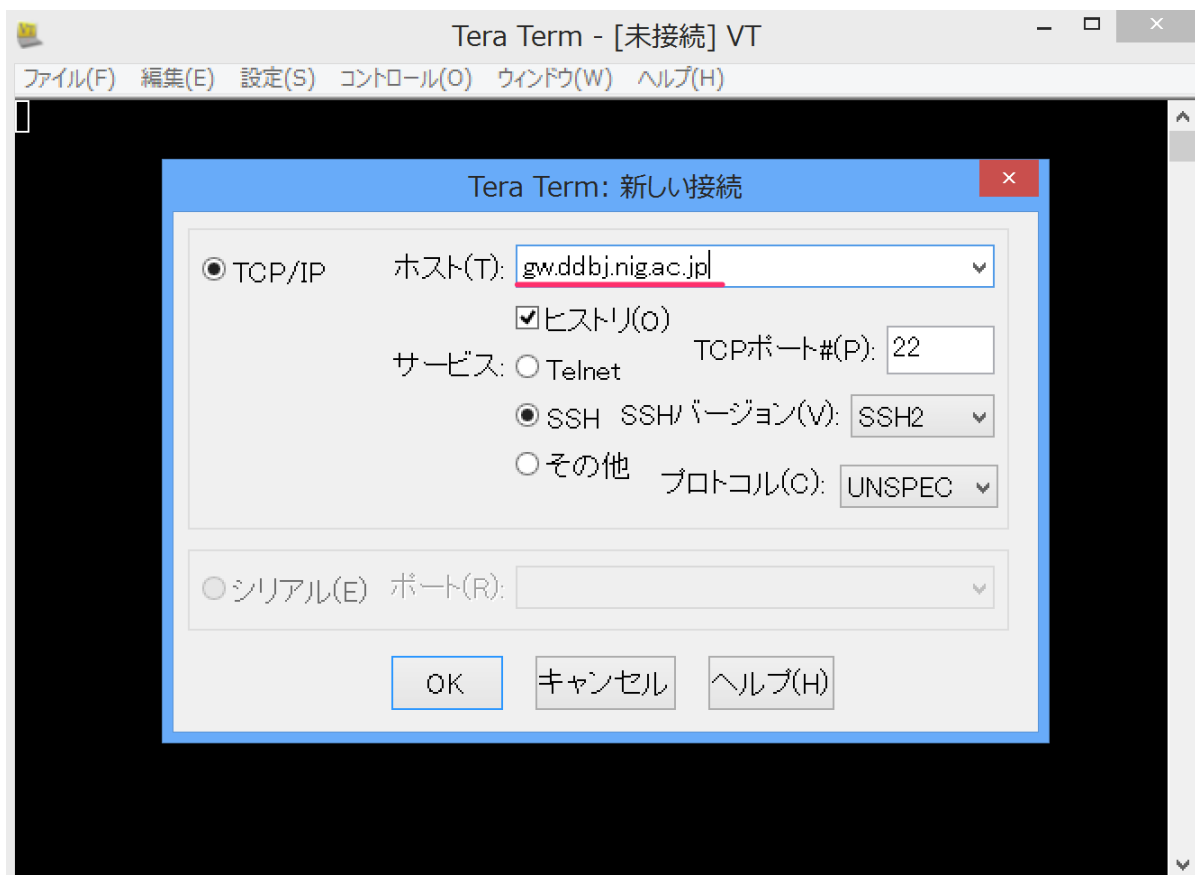 Tera Term - [未接続] VT
ファイル(F) 編集(E) 設定(S) コントロール(O) ウィンドウ(W) ヘルプ(H)
Tera Term: 新しい接続
TCP/IP ホスト(T): gw.ddbj.nig.ac.jp
ヒストリ(O)
サービス: Telnet TCPポート#(P): 22
SSH SSHバージョン(V): SSH2
その他 プロトコル(C): UNSPEC
シリアル(E) ポート(R):
OK キャンセル ヘルプ(H)